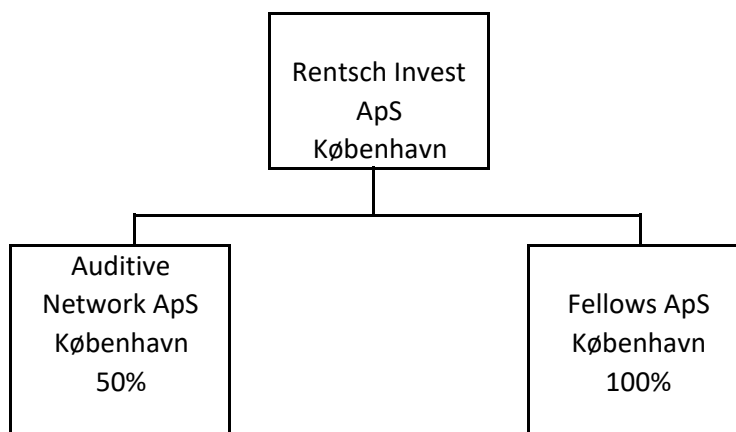 Rentsch Invest
ApS
København
Auditive
Network ApS
København
50%
Fellows ApS
København
100%